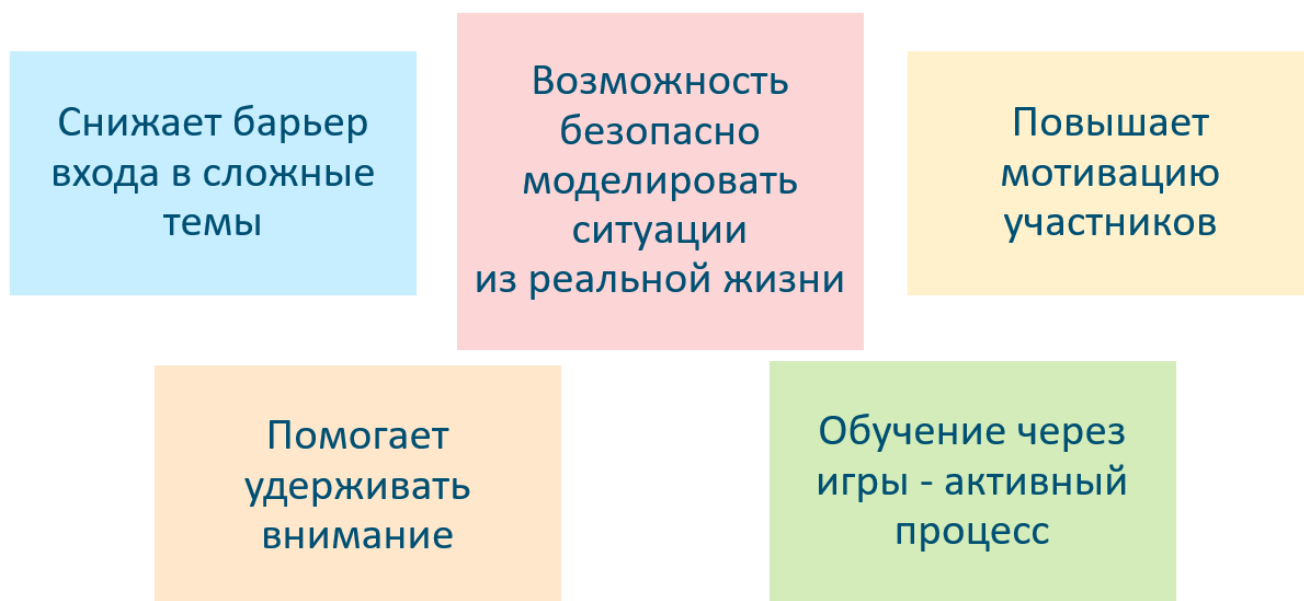 Снижает барьер
входа в сложные
темы
Возможность
безопасно
моделировать
ситуации
из реальной жизни
Повышает
мотивацию
участников
Помогает
удерживать
внимание
Обучение через
игры - активный
процесс